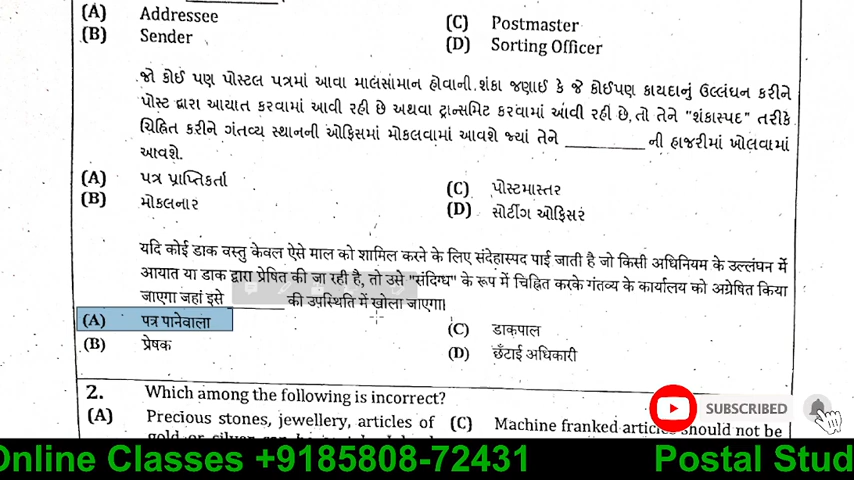 (A) Addressee (C) Postmaster
(B) Sender (D) Sorting Officer
જો કોઈ પણ પોસ્ટલ પત્રમાં આવા માલસામાન હોવાની શંકા જણાઈ કે જે કોઈપણ કાયદાનું ઉલ્લંઘન કરીને
પોસ્ટ દ્વારા આયાત કરવામાં આવી રહી છે અથવા ટ્રાન્સમિટ કરવામાં આવી રહી છે, તો તેને "શંકાસ્પદ" તરીકે
ચિહ્નિત કરીને ગંતવ્ય સ્થાનની ઓફિસમાં મોકલવામાં આવશે જ્યાં તેને __________ ની હાજરીમાં ખોલવામાં
આવશે.
(A) પત્ર પ્રાપ્તિકર્તા (C) પોસ્ટમાસ્તર
(B) મોકલનાર (D) સોર્ટીંગ ઓફિસર
यदि कोई डाक वस्तु केवल ऐसे माल को शामिल करने के लिए संदेहास्पद पाई जाती है जो किसी अधिनियम के उल्लंघन में
आयात या डाक द्वारा प्रेषित की जा रही है, तो उसे "संदिग्ध" के रूप में चिह्नित करके गंतव्य के कार्यालय को अग्रेषित किया
जाएगा जहां इसे __________ की उपस्थिति में खोला जाएगा।
(A) पत्र पानेवाला (C) डाकपाल
(B) प्रेषक (D) छँटाई अधिकारी
2. Which among the following is incorrect?
(A) Precious stones, jewellery, articles of (C) Machine franked articles should not be
SUBSCRIBED
Online Classes +9185808-72431 Postal Stud